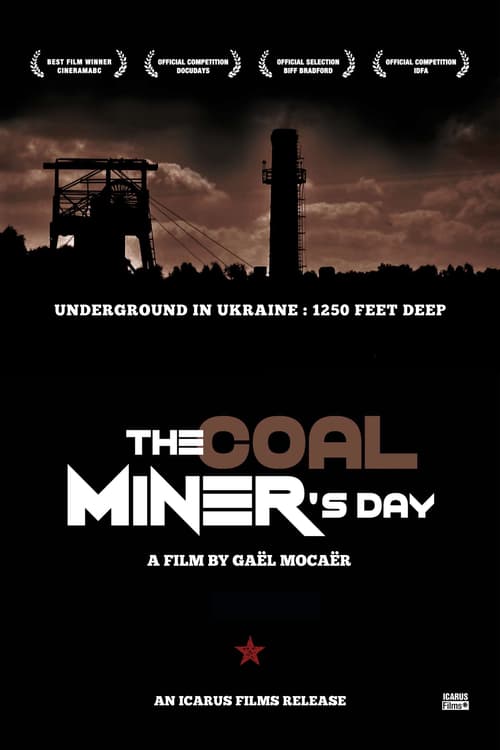 BEST FILM WINNER
CINERAMABC
OFFICIAL COMPETITION
DOCUDAYS
OFFICIAL SELECTION
BIFF BRADFORD
OFFICIAL COMPETITION
IDFA
UNDERGROUND IN UKRAINE : 1250 FEET DEEP
THE COAL
MINER'S DAY
A FILM BY GAËL MOCAËR
AN ICARUS FILMS RELEASE
ICARUS
Films